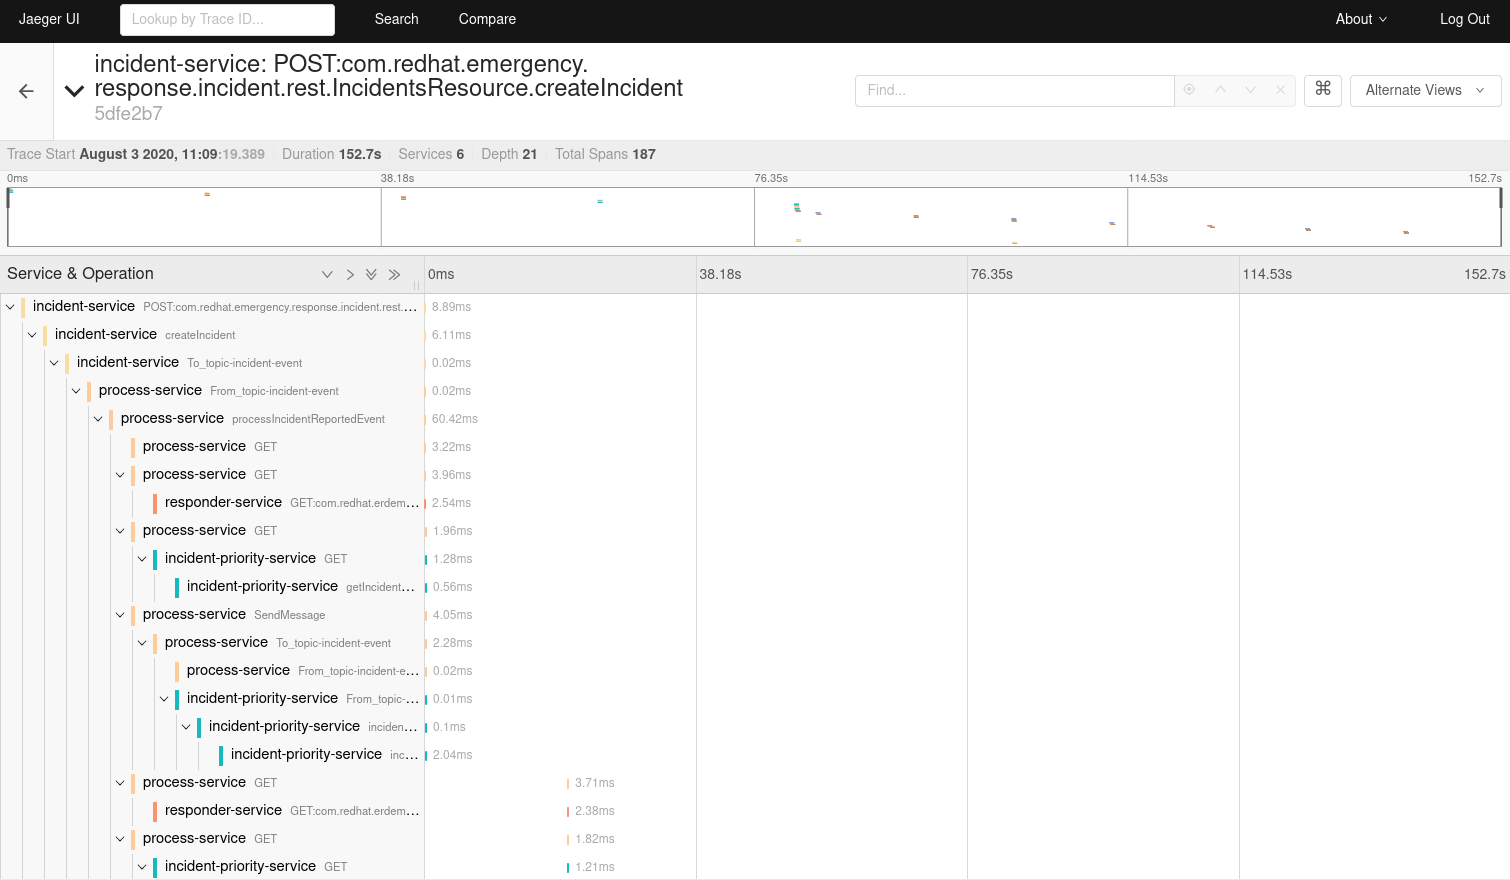 Jaeger UI Lookup by Trace ID... Search Compare About Log Out
incident-service: POST:com.redhat.emergency.
response.incident.rest.IncidentsResource.createIncident
5dfe2b7
Find... ⌘ Alternate Views
Trace Start August 3 2020, 11:09:19.389 Duration 152.7s Services 6 Depth 21 Total Spans 187
0ms 38.18s 76.35s 114.53s 152.7s
Service & Operation 0ms 38.18s 76.35s 114.53s 152.7s
incident-service POST:com.redhat.emergency.response.incident.rest.… 8.89ms
incident-service createIncident 6.11ms
incident-service To_topic-incident-event 0.02ms
process-service From_topic-incident-event 0.02ms
process-service processIncidentReportedEvent 60.42ms
process-service GET 3.22ms
process-service GET 3.96ms
responder-service GET:com.redhat.erdem… 2.54ms
process-service GET 1.96ms
incident-priority-service GET 1.28ms
incident-priority-service getIncident… 0.56ms
process-service SendMessage 4.05ms
process-service To_topic-incident-event 2.28ms
process-service From_topic-incident-e… 0.02ms
incident-priority-service From_topic-… 0.01ms
incident-priority-service inciden… 0.1ms
incident-priority-service inc… 2.04ms
process-service GET 3.71ms
responder-service GET:com.redhat.erdem… 2.38ms
process-service GET 1.82ms
incident-priority-service GET 1.21ms